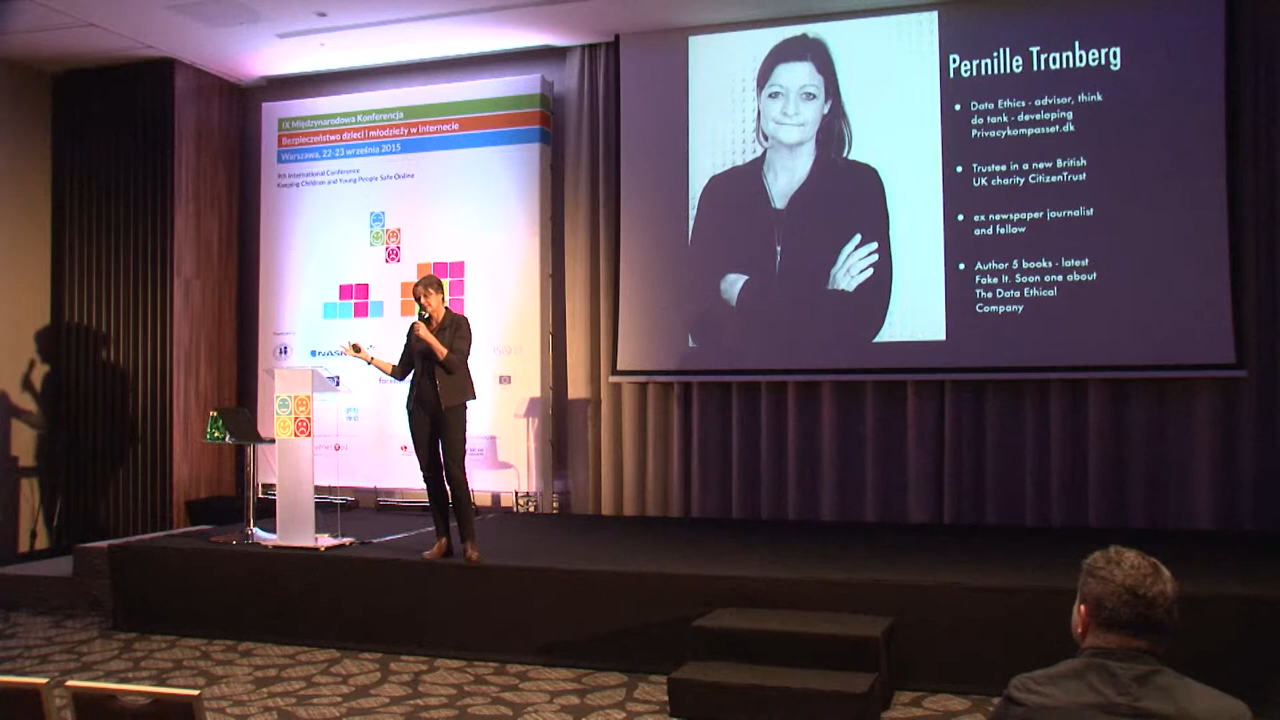 IX Międzynarodowa Konferencja
Bezpieczeństwo dzieci i młodzieży w internecie
Warszawa, 22-23 września 2015
9th International Conference
Keeping Children and Young People Safe Online
NASK
Pernille Tranberg
Data Ethics - advisor, think
do tank - developing
Privacykompasset.dk
Trustee in a new British
UK charity CitizenTrust
ex newspaper journalist
and fellow
Author 5 books - latest
Fake It. Soon one about
The Data Ethical
Company